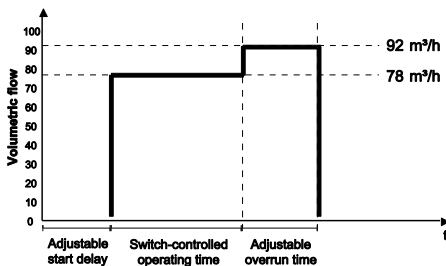 Volumetric flow
100
90
80
70
60
50
40
30
20
10
0
92 m³/h
78 m³/h
t
Adjustable
start delay
Switch-controlled
operating time
Adjustable
overrun time